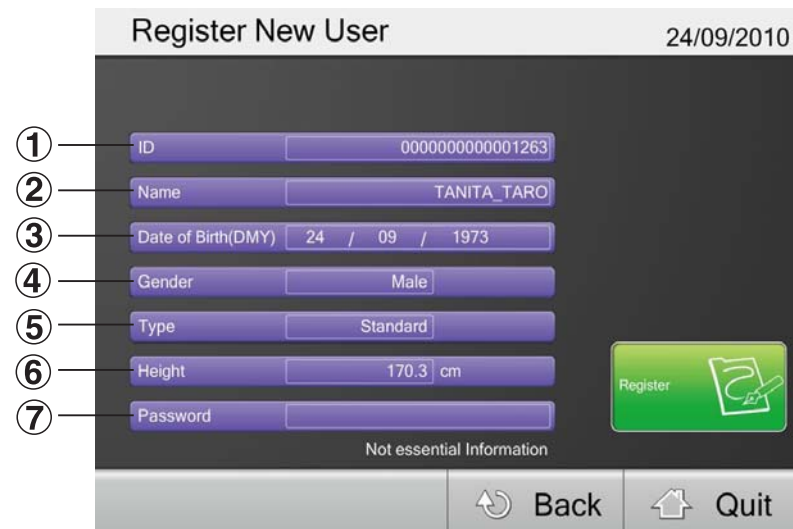 Register New User 24/09/2010
① ID 0000000000001263
② Name TANITA_TARO
③ Date of Birth(DMY) 24 / 09 / 1973
④ Gender Male
⑤ Type Standard
⑥ Height 170.3 cm
Register
⑦ Password
Not essential Information
Back Quit